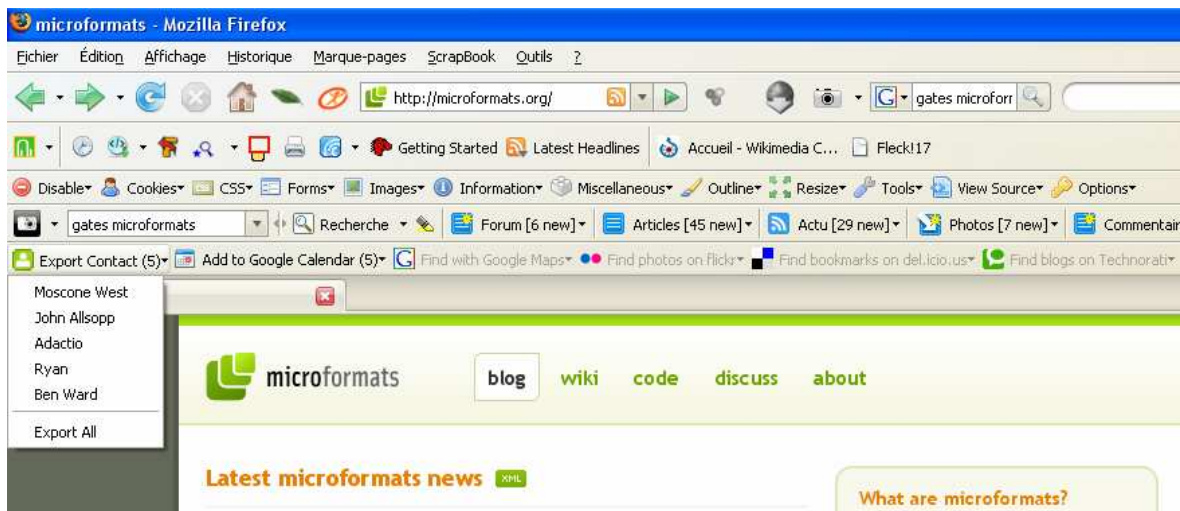 microformats - Mozilla Firefox
Fichier Édition Affichage Historique Marque-pages ScrapBook Outils ?
http://microformats.org/ G gates microforr
Getting Started Latest Headlines Accueil - Wikimedia C... Fleck!17
Disable Cookies CSS Forms Images Information Miscellaneous Outline Resize Tools View Source Options
gates microformats Recherche Forum [6 new] Articles [45 new] Actu [29 new] Photos [7 new] Commentair
Export Contact (5) Add to Google Calendar (5) G Find with Google Maps Find photos on flickr Find bookmarks on del.icio.us Find blogs on Technorati
Moscone West
John Allsopp
Adactio
Ryan
Ben Ward
Export All
microformats blog wiki code discuss about
Latest microformats news XML
What are microformats?